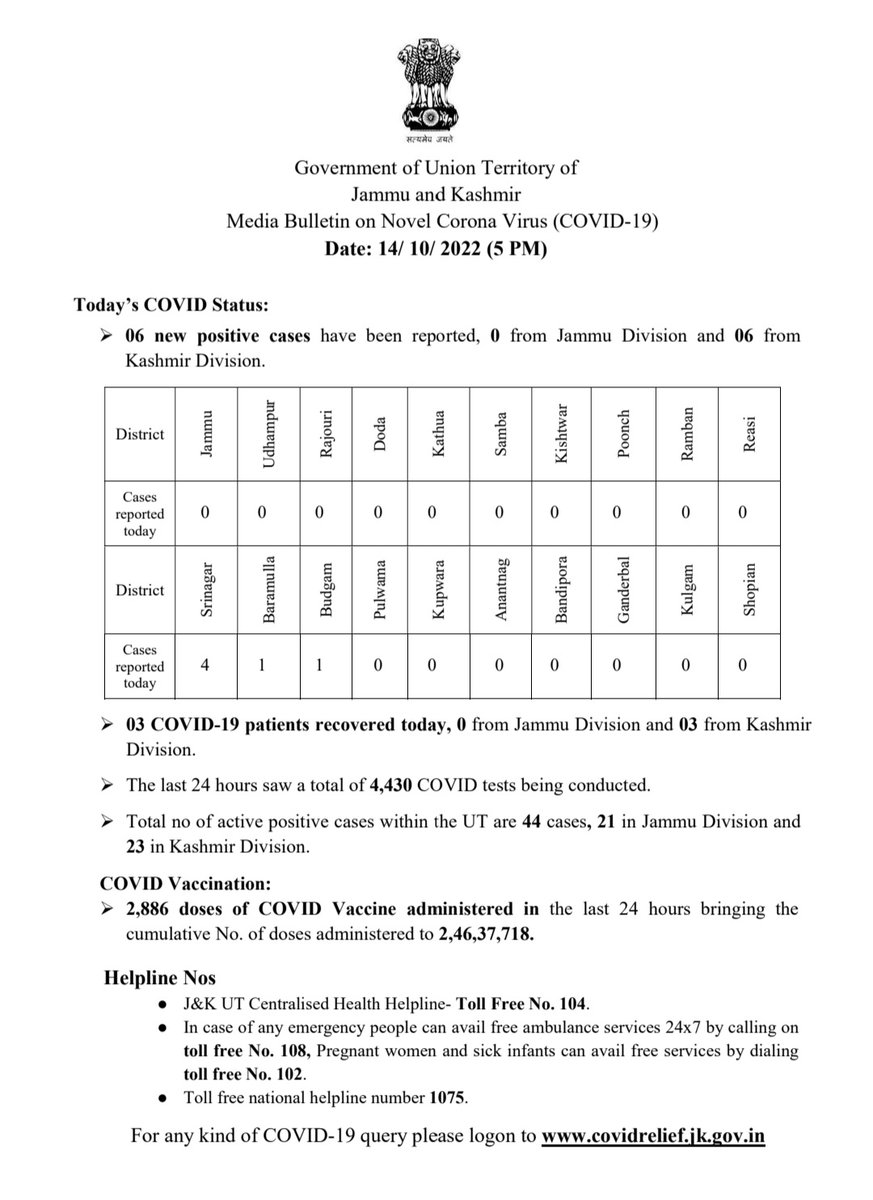 सत्यमेव जयते
Government of Union Territory of
Jammu and Kashmir
Media Bulletin on Novel Corona Virus (COVID-19)
Date: 14/ 10/ 2022 (5 PM)
Today’s COVID Status:
➢ 06 new positive cases have been reported, 0 from Jammu Division and 06 from
Kashmir Division.
District Jammu Udhampur Rajouri Doda Kathua Samba Kishtwar Poonch Ramban Reasi
Cases
reported 0 0 0 0 0 0 0 0 0 0
today
District Srinagar Baramulla Budgam Pulwama Kupwara Anantnag Bandipora Ganderbal Kulgam Shopian
Cases
reported 4 1 1 0 0 0 0 0 0 0
today
➢ 03 COVID-19 patients recovered today, 0 from Jammu Division and 03 from Kashmir
Division.
➢ The last 24 hours saw a total of 4,430 COVID tests being conducted.
➢ Total no of active positive cases within the UT are 44 cases, 21 in Jammu Division and
23 in Kashmir Division.
COVID Vaccination:
➢ 2,886 doses of COVID Vaccine administered in the last 24 hours bringing the
cumulative No. of doses administered to 2,46,37,718.
Helpline Nos
● J&K UT Centralised Health Helpline- Toll Free No. 104.
● In case of any emergency people can avail free ambulance services 24x7 by calling on
toll free No. 108, Pregnant women and sick infants can avail free services by dialing
toll free No. 102.
● Toll free national helpline number 1075.
For any kind of COVID-19 query please logon to www.covidrelief.jk.gov.in